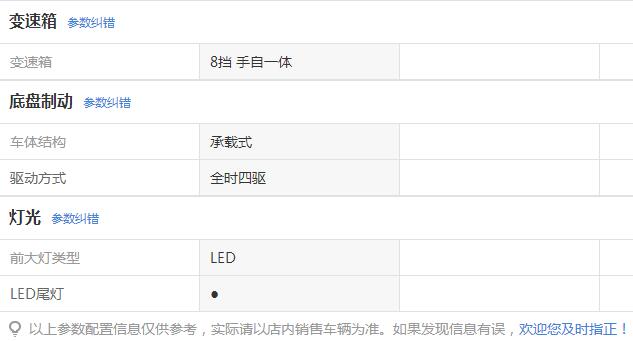 变速箱 参数纠错
变速箱 8挡 手自一体
底盘制动 参数纠错
车体结构 承载式
驱动方式 全时四驱
灯光 参数纠错
前大灯类型 LED
LED尾灯 ●
以上参数配置信息仅供参考，实际请以店内销售车辆为准。如果发现信息有误，欢迎您及时指正！